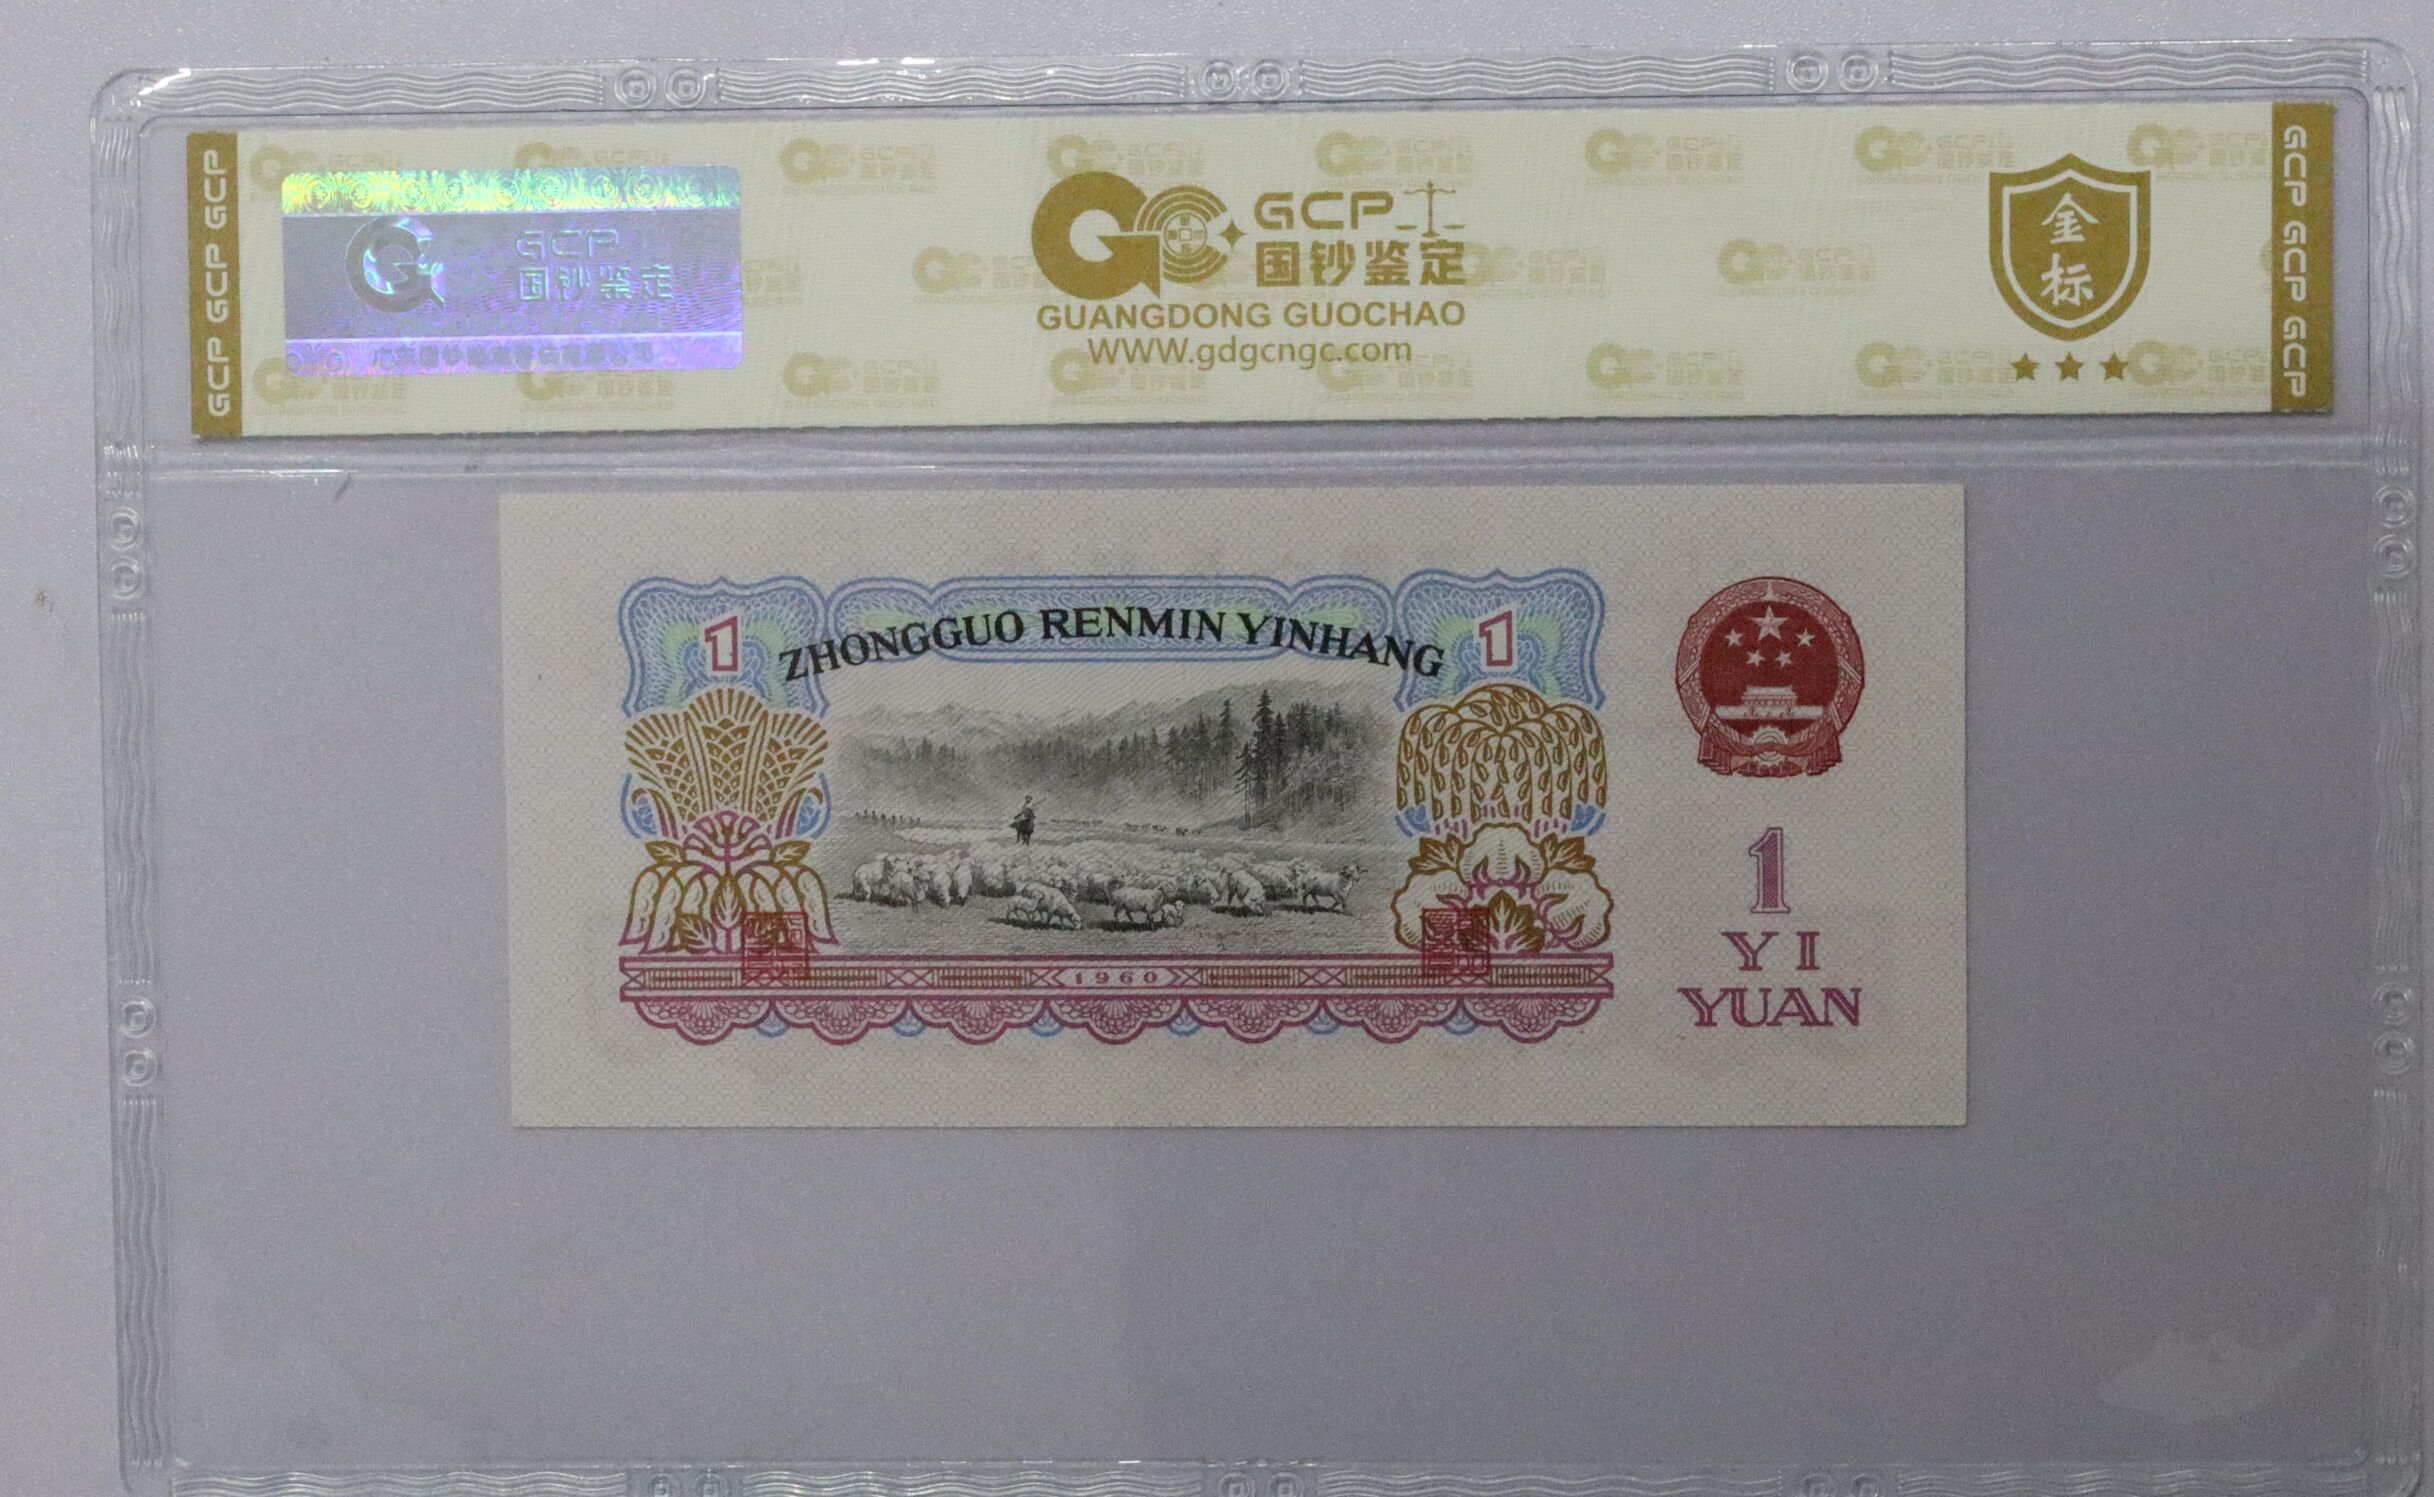 GCP GCP GCP
GCP
国钞鉴定
GCP
国钞鉴定
GUANGDONG GUOCHAO
WWW.gdgcngc.com
金
标
GCP GCP GCP
ZHONGGUO RENMIN YINHANG
1
1
1960
1
YI
YUAN